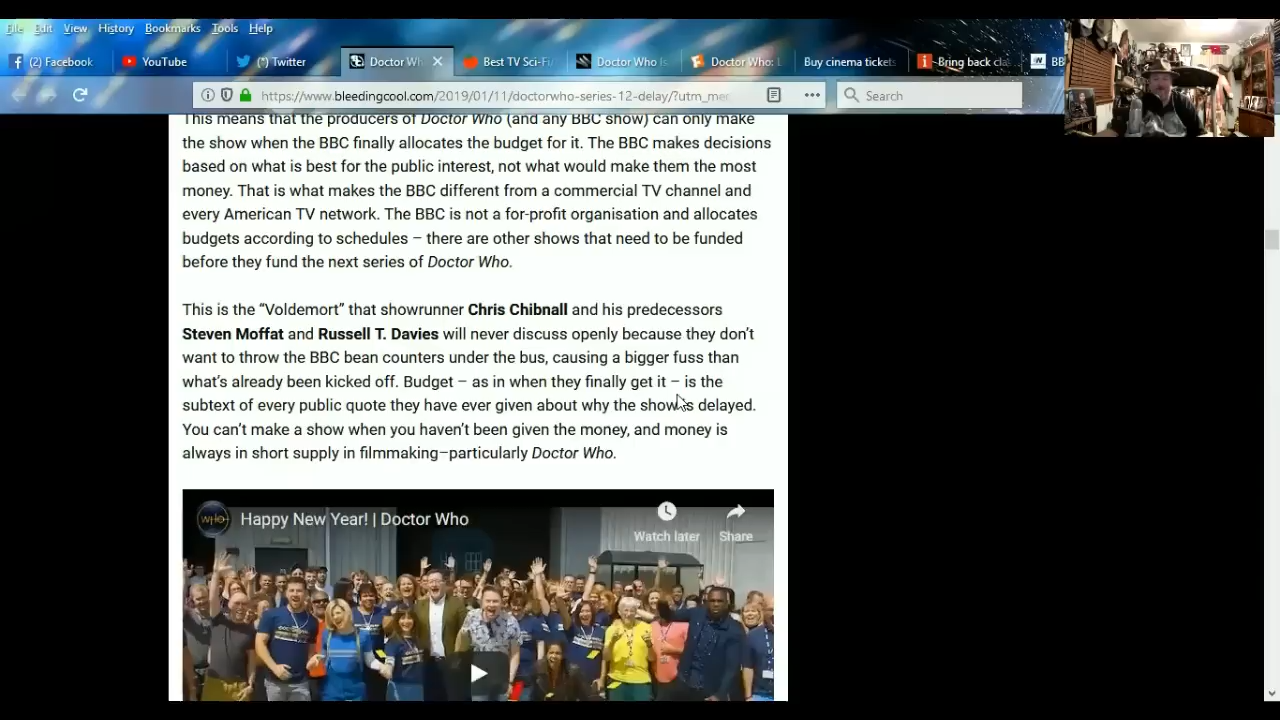 File Edit View History Bookmarks Tools Help
(2) Facebook YouTube (*) Twitter Doctor Wh Best TV Sci-Fi Doctor Who Is Doctor Who: L Buy cinema tickets Bring back cla BB
https://www.bleedingcool.com/2019/01/11/doctorwho-series-12-delay/?utm_me Search
This means that the producers of Doctor Who (and any BBC show) can only make
the show when the BBC finally allocates the budget for it. The BBC makes decisions
based on what is best for the public interest, not what would make them the most
money. That is what makes the BBC different from a commercial TV channel and
every American TV network. The BBC is not a for-profit organisation and allocates
budgets according to schedules – there are other shows that need to be funded
before they fund the next series of Doctor Who.
This is the “Voldemort” that showrunner Chris Chibnall and his predecessors
Steven Moffat and Russell T. Davies will never discuss openly because they don’t
want to throw the BBC bean counters under the bus, causing a bigger fuss than
what’s already been kicked off. Budget – as in when they finally get it – is the
subtext of every public quote they have ever given about why the show is delayed.
You can’t make a show when you haven’t been given the money, and money is
always in short supply in filmmaking–particularly Doctor Who.
WHO Happy New Year! | Doctor Who
Watch later Share